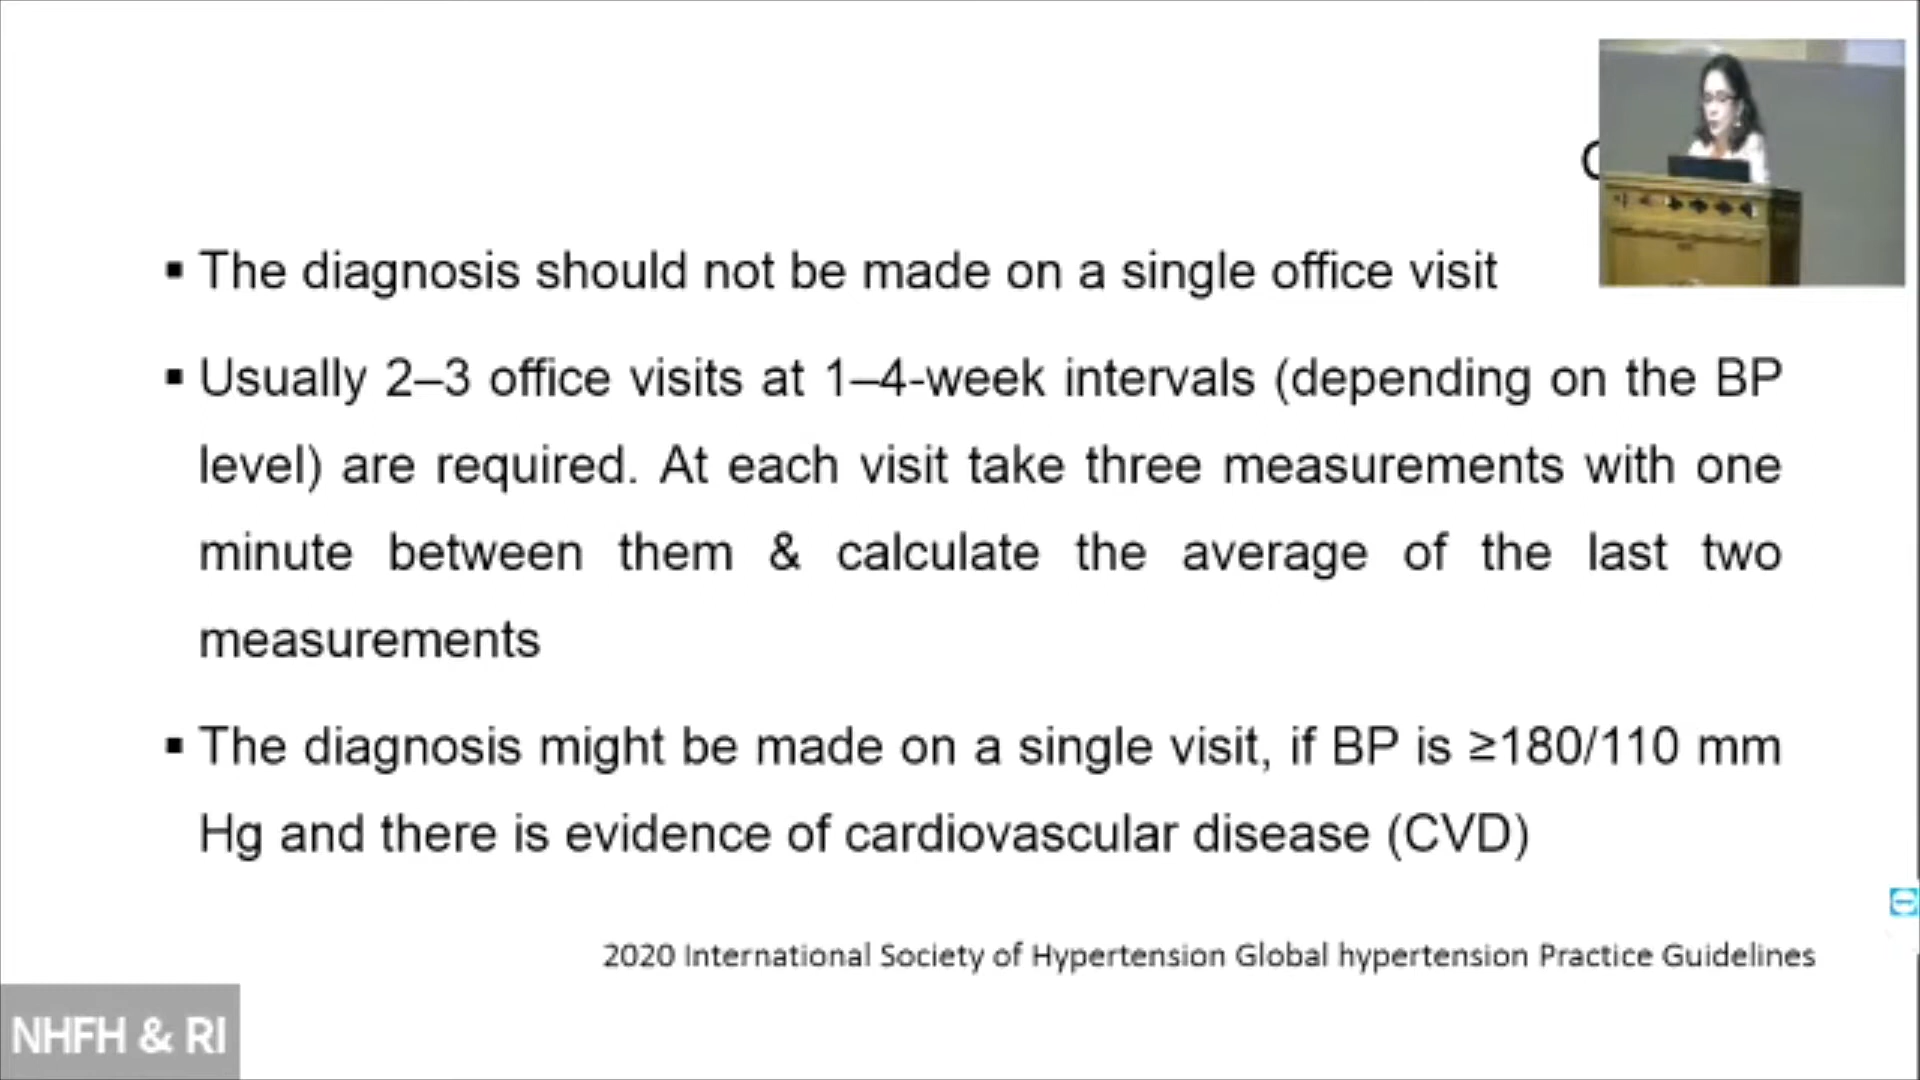 ▪ The diagnosis should not be made on a single office visit
▪ Usually 2–3 office visits at 1–4-week intervals (depending on the BP
level) are required. At each visit take three measurements with one
minute between them & calculate the average of the last two
measurements
▪ The diagnosis might be made on a single visit, if BP is ≥180/110 mm
Hg and there is evidence of cardiovascular disease (CVD)
2020 International Society of Hypertension Global hypertension Practice Guidelines
NHFH & RI